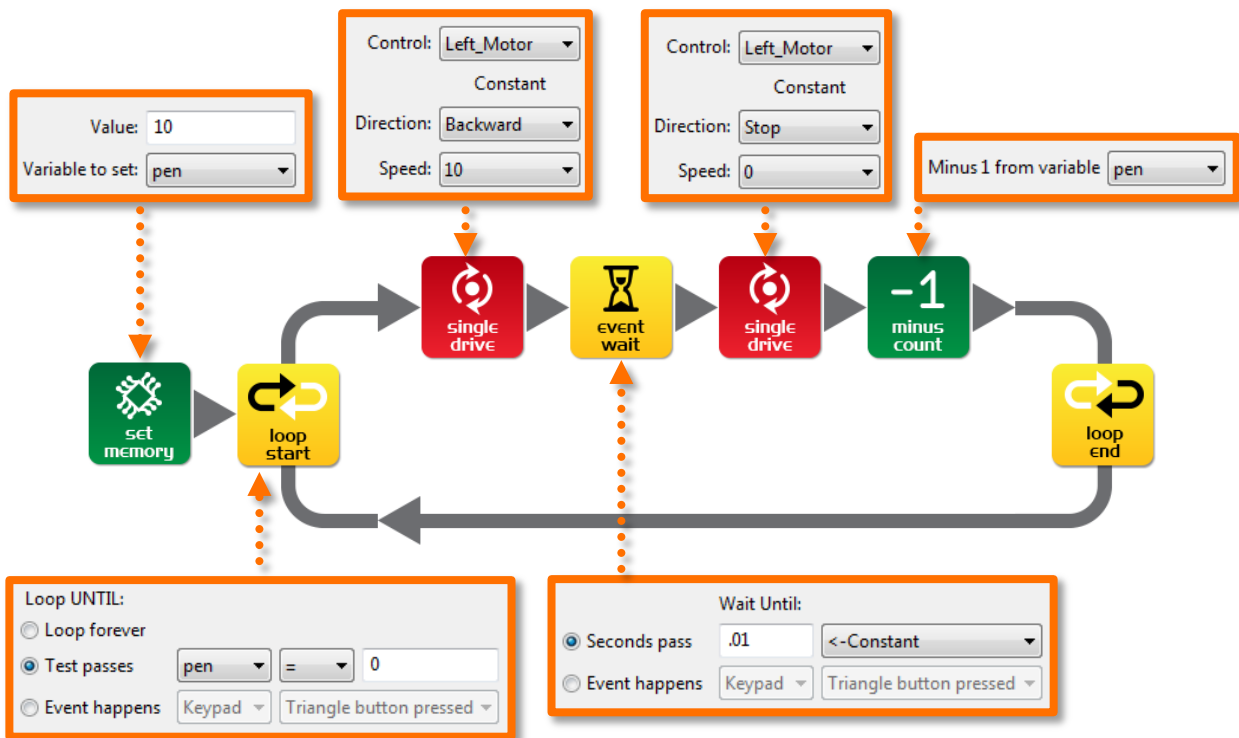 Value: 10
Variable to set: pen
Control: Left_Motor
Constant
Direction: Backward
Speed: 10
Control: Left_Motor
Constant
Direction: Stop
Speed: 0
Minus 1 from variable pen
set
memory
loop
start
single
drive
event
wait
single
drive
-1
minus
count
loop
end
Loop UNTIL:
Loop forever
Test passes pen = 0
Event happens Keypad Triangle button pressed
Wait Until:
Seconds pass .01 <-Constant
Event happens Keypad Triangle button pressed